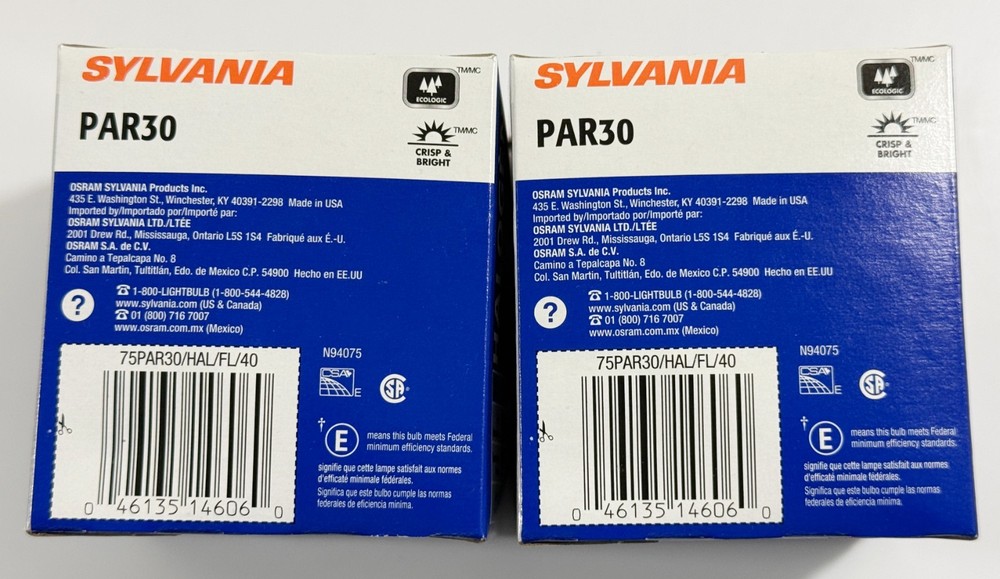 SYLVANIA
TM/MC
ECOLOGIC
PAR30
TM/MC
CRISP &
BRIGHT
OSRAM SYLVANIA Products Inc.
435 E. Washington St., Winchester, KY 40391-2298 Made in USA
Imported by/Importado por/Importé par:
OSRAM SYLVANIA LTD./LTÉE
2001 Drew Rd., Mississauga, Ontario L5S 1S4 Fabriqué aux É.-U.
OSRAM S.A. de C.V.
Camino a Tepalcapa No. 8
Col. San Martin, Tultitlán, Edo. de Mexico C.P. 54900 Hecho en EE.UU
?
1-800-LIGHTBULB (1-800-544-4828)
www.sylvania.com (US & Canada)
01 (800) 716 7007
www.osram.com.mx (Mexico)
75PAR30/HAL/FL/40
0 46135 14606 0
N94075
CSA
E
SA
† E means this bulb meets Federal
minimum efficiency standards.
signifie que cette lampe satisfait aux normes
d'efficaté minimale fédérales.
Significa que este bulbo cumple las normas
federales de eficiencia mínima.
SYLVANIA
TM/MC
ECOLOGIC
PAR30
TM/MC
CRISP &
BRIGHT
OSRAM SYLVANIA Products Inc.
435 E. Washington St., Winchester, KY 40391-2298 Made in USA
Imported by/Importado por/Importé par:
OSRAM SYLVANIA LTD./LTÉE
2001 Drew Rd., Mississauga, Ontario L5S 1S4 Fabriqué aux É.-U.
OSRAM S.A. de C.V.
Camino a Tepalcapa No. 8
Col. San Martin, Tultitlán, Edo. de Mexico C.P. 54900 Hecho en EE.UU
?
1-800-LIGHTBULB (1-800-544-4828)
www.sylvania.com (US & Canada)
01 (800) 716 7007
www.osram.com.mx (Mexico)
75PAR30/HAL/FL/40
0 46135 14606 0
N94075
CSA
E
SA
† E means this bulb meets Federal
minimum efficiency standards.
signifie que cette lampe satisfait aux normes
d'efficaté minimale fédérales.
Significa que este bulbo cumple las normas
federales de eficiencia mínima.